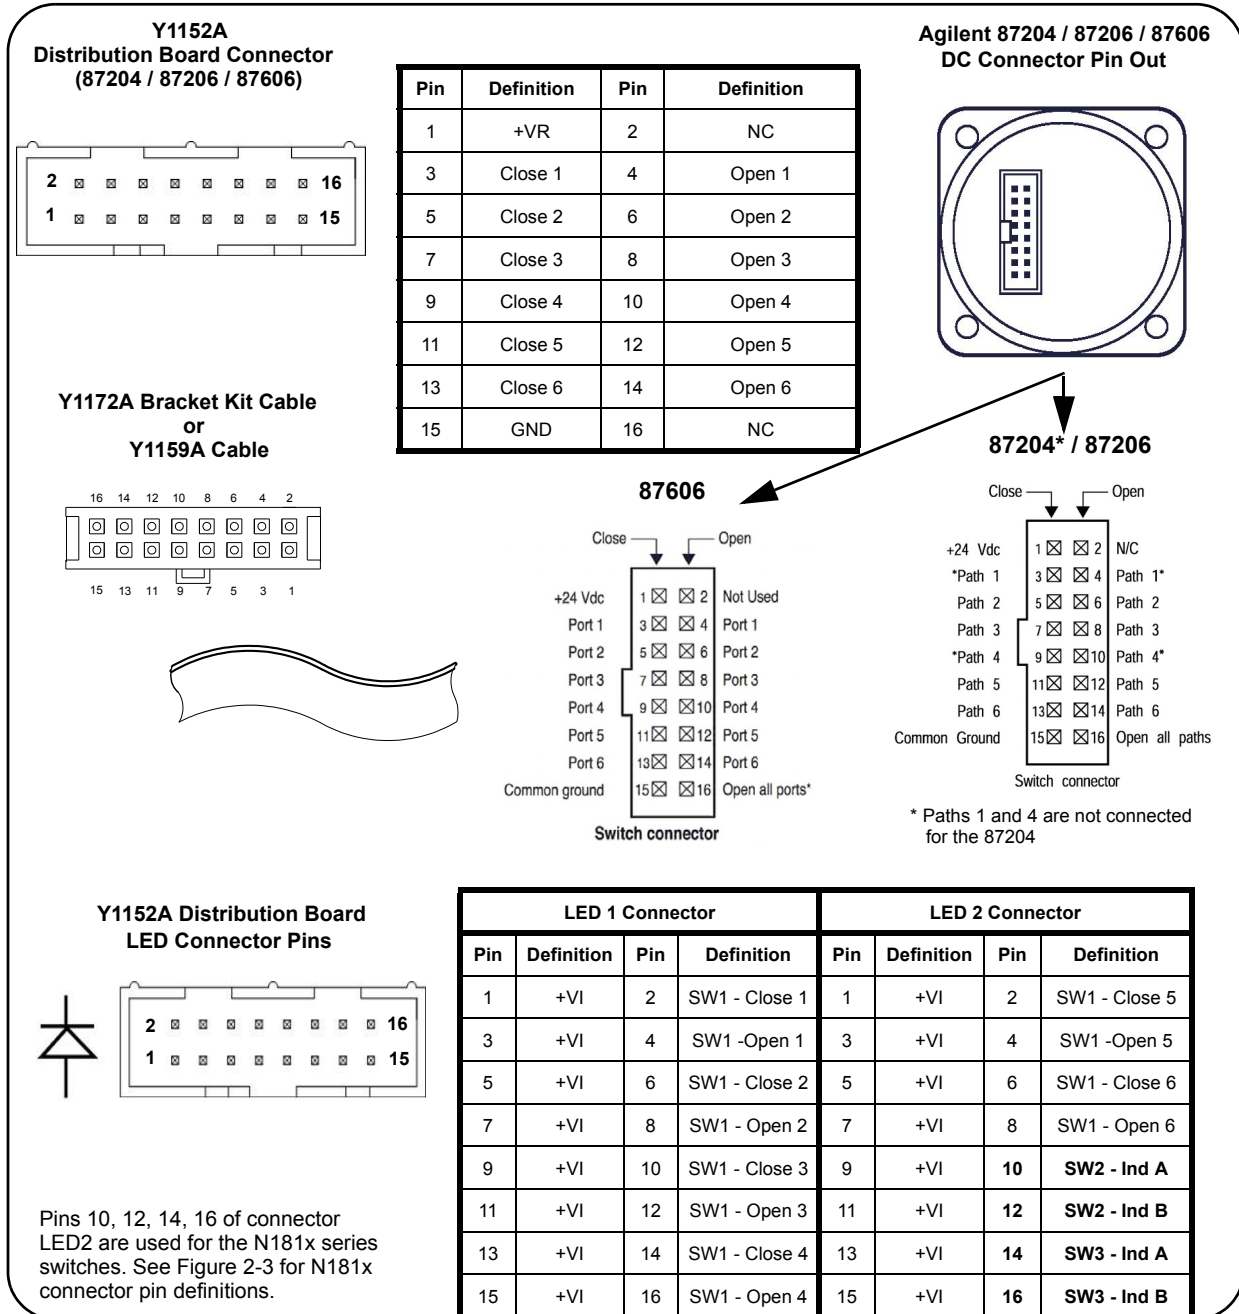 Y1152A
Distribution Board Connector
(87204 / 87206 / 87606)
2 16
1 15
Pin Definition Pin Definition
1 +VR 2 NC
3 Close 1 4 Open 1
5 Close 2 6 Open 2
7 Close 3 8 Open 3
9 Close 4 10 Open 4
11 Close 5 12 Open 5
13 Close 6 14 Open 6
15 GND 16 NC
Agilent 87204 / 87206 / 87606
DC Connector Pin Out
Y1172A Bracket Kit Cable
or
Y1159A Cable
16 14 12 10 8 6 4 2
15 13 11 9 7 5 3 1
87606
Close Open
+24 Vdc 1 2 Not Used
Port 1 3 4 Port 1
Port 2 5 6 Port 2
Port 3 7 8 Port 3
Port 4 9 10 Port 4
Port 5 11 12 Port 5
Port 6 13 14 Port 6
Common ground 15 16 Open all ports*
Switch connector
87204* / 87206
Close Open
+24 Vdc 1 2 N/C
*Path 1 3 4 Path 1*
Path 2 5 6 Path 2
Path 3 7 8 Path 3
*Path 4 9 10 Path 4*
Path 5 11 12 Path 5
Path 6 13 14 Path 6
Common Ground 15 16 Open all paths
Switch connector
* Paths 1 and 4 are not connected
for the 87204
Y1152A Distribution Board
LED Connector Pins
2 16
1 15
Pins 10, 12, 14, 16 of connector
LED2 are used for the N181x series
switches. See Figure 2-3 for N181x
connector pin definitions.
LED 1 Connector LED 2 Connector
Pin Definition Pin Definition Pin Definition Pin Definition
1 +VI 2 SW1 - Close 1 1 +VI 2 SW1 - Close 5
3 +VI 4 SW1 -Open 1 3 +VI 4 SW1 -Open 5
5 +VI 6 SW1 - Close 2 5 +VI 6 SW1 - Close 6
7 +VI 8 SW1 - Open 2 7 +VI 8 SW1 - Open 6
9 +VI 10 SW1 - Close 3 9 +VI 10 SW2 - Ind A
11 +VI 12 SW1 - Open 3 11 +VI 12 SW2 - Ind B
13 +VI 14 SW1 - Close 4 13 +VI 14 SW3 - Ind A
15 +VI 16 SW1 - Open 4 15 +VI 16 SW3 - Ind B